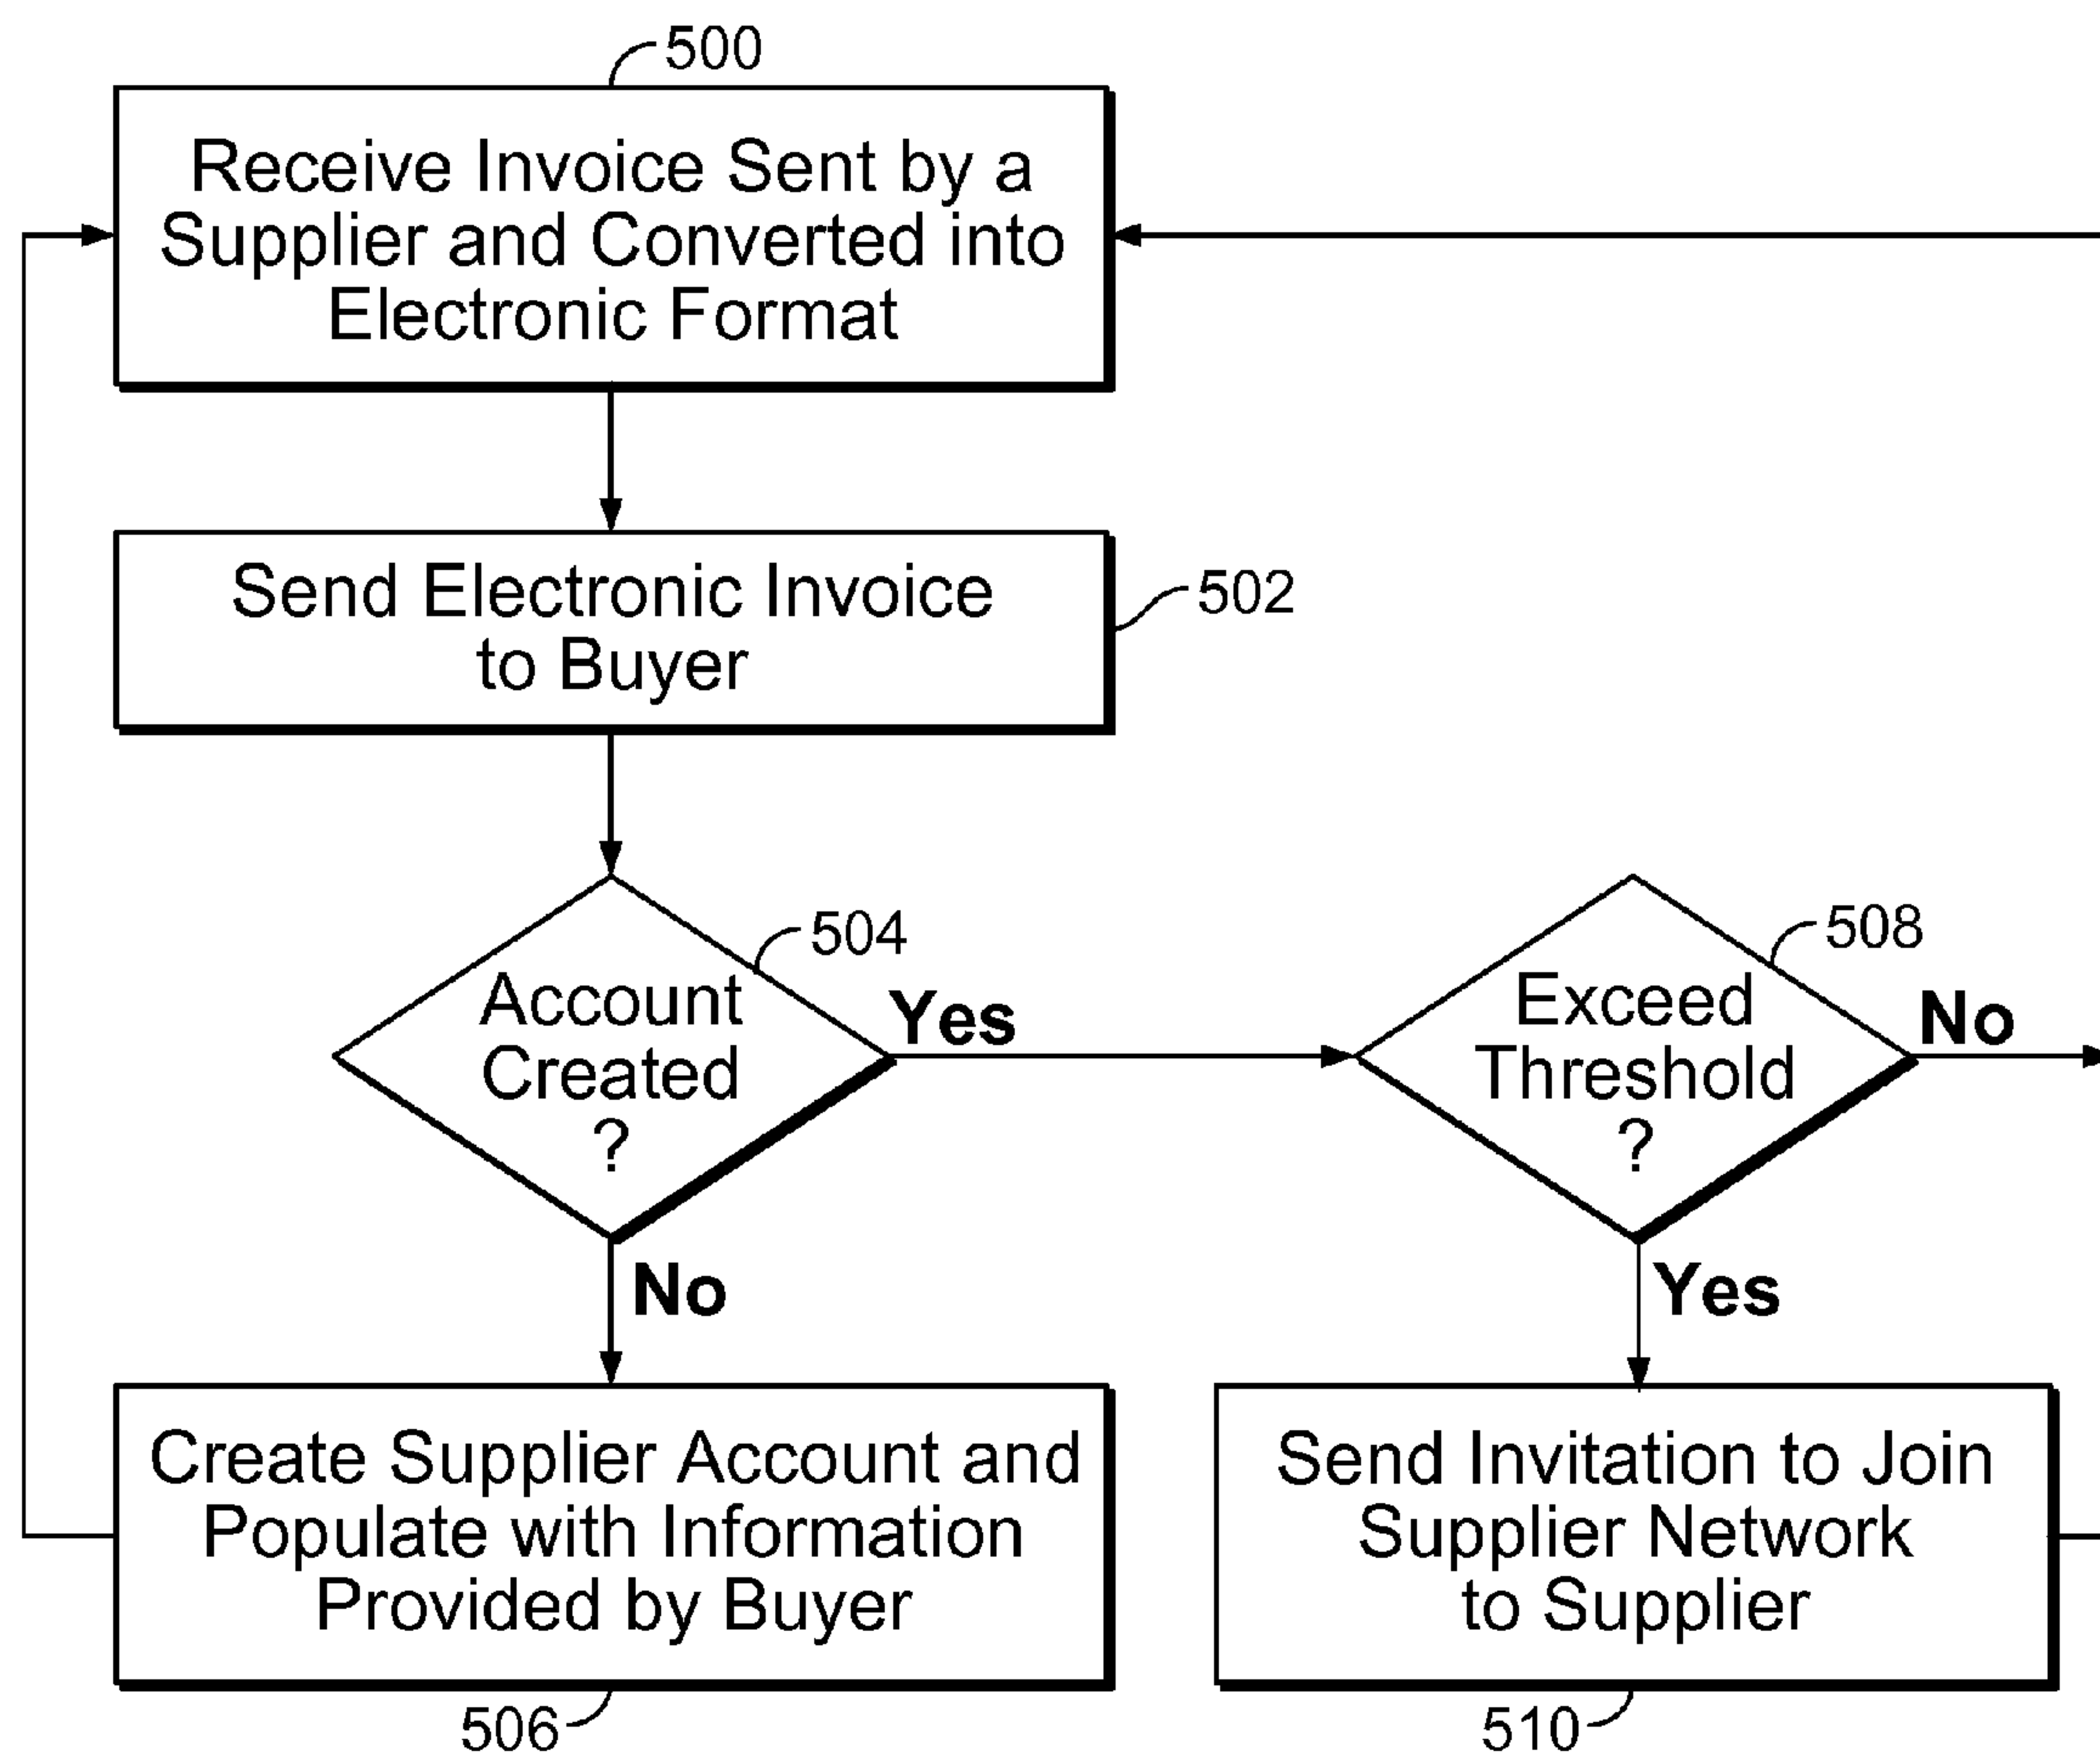 500
Receive Invoice Sent by a
Supplier and Converted into
Electronic Format
Send Electronic Invoice
to Buyer
502
504
Account
Created
?
Yes
No
508
Exceed
Threshold
?
No
Yes
Create Supplier Account and
Populate with Information
Provided by Buyer
506
Send Invitation to Join
Supplier Network
to Supplier
510